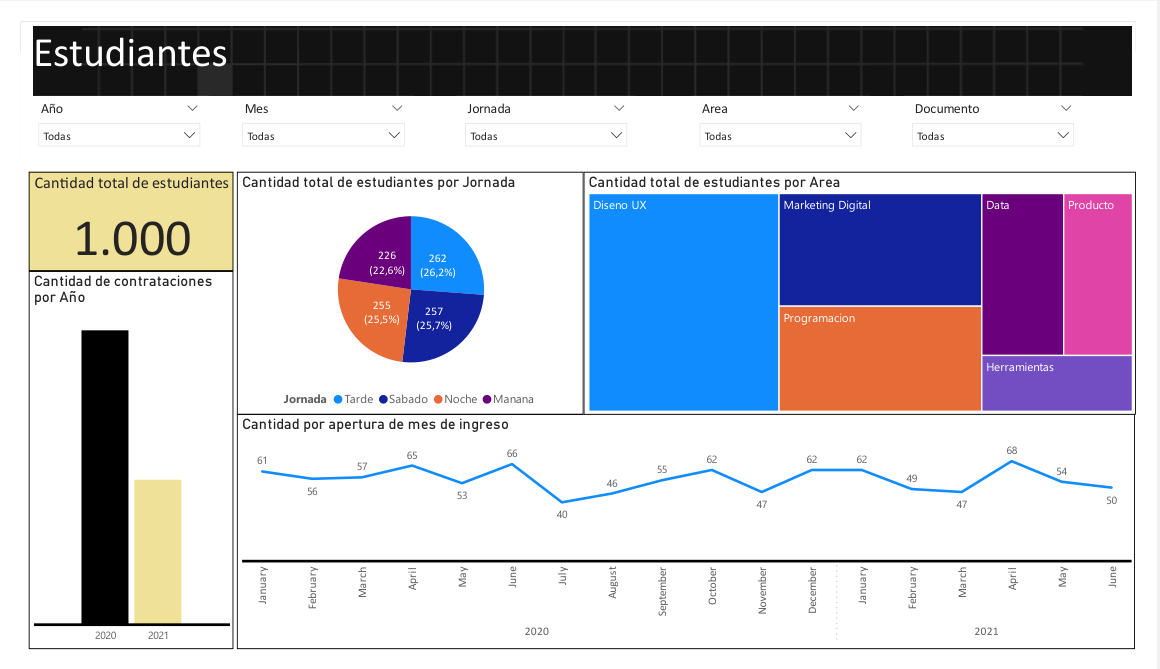 Estudiantes
Año
Mes
Jornada
Area
Documento
Todas
Todas
Todas
Todas
Todas
Cantidad total de estudiantes
1.000
Cantidad de contrataciones
por Año
2020
2021
Cantidad total de estudiantes por Jornada
226
(22,6%)
262
(26,2%)
255
(25,5%)
257
(25,7%)
Jornada Tarde Sabado Noche Manana
Cantidad total de estudiantes por Area
Diseno UX
Marketing Digital
Data
Producto
Programacion
Herramientas
Cantidad por apertura de mes de ingreso
61
56
57
65
53
66
40
46
55
62
47
62
62
49
47
68
54
50
January
February
March
April
May
June
July
August
September
October
November
December
January
February
March
April
May
June
2020
2021